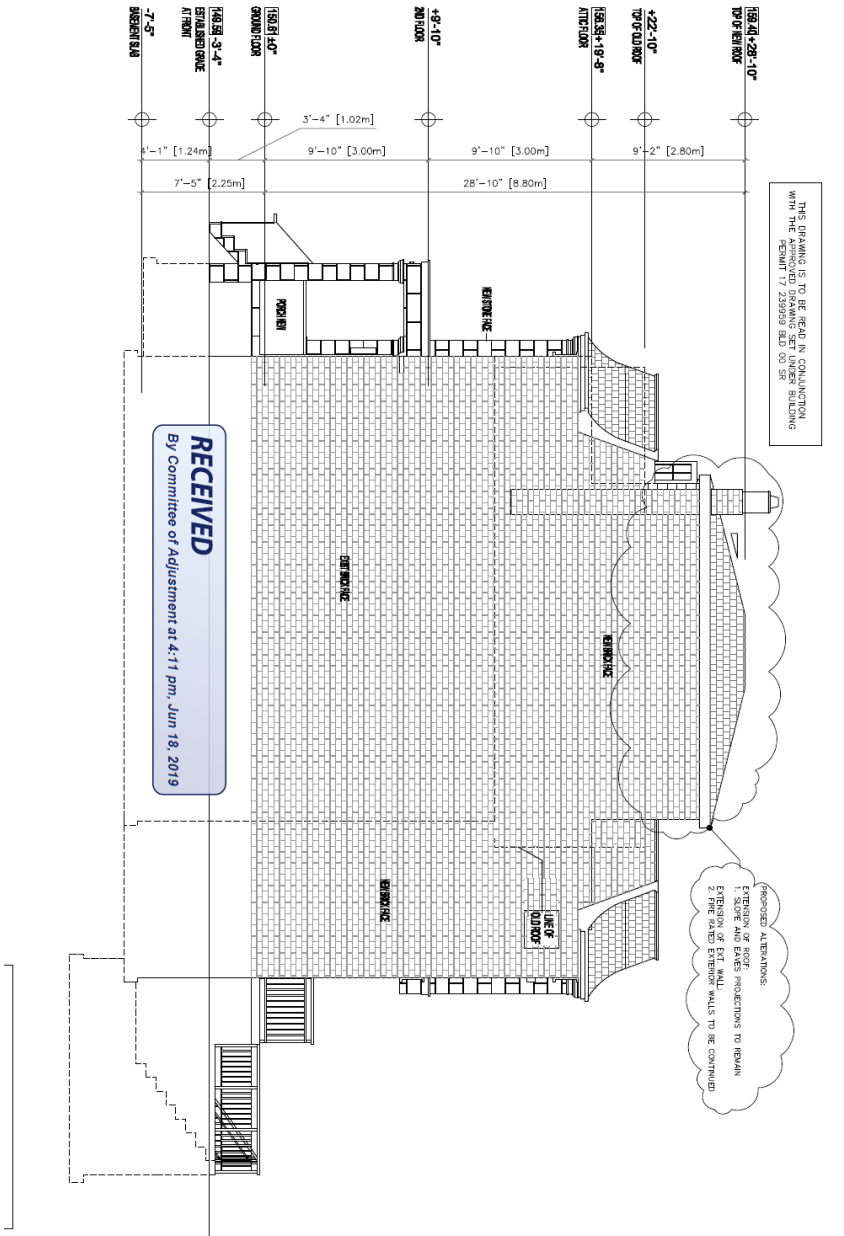 THIS DRAWING IS TO BE READ IN CONJUNCTION
WITH THE APPROVED DRAWING SET UNDER BUILDING
PERMIT 17 239959 BLD 00 SR
159.40 +28'-10"
TOP OF NEW ROOF
+22'-10"
TOP OF OLD ROOF
156.35 +19'-8"
ATTIC FLOOR
+9'-10"
2ND FLOOR
150.61 ±0"
GROUND FLOOR
149.59 -3'-4"
ESTABLISHED GRADE
AT FRONT
-7'-5"
BASEMENT SLAB
3'-4" [1.02m]
4'-1" [1.24m]
9'-10" [3.00m]
9'-10" [3.00m]
9'-2" [2.80m]
7'-5" [2.25m]
28'-10" [8.80m]
PORCH NEW
NEW STONE FACE
EXIST BRICK FACE
NEW BRICK FACE
NEW BRICK FACE
LINE OF
OLD ROOF
PROPOSED ALTERATIONS:
EXTENSION OF ROOF:
1. SLOPE AND EAVES PROJECTIONS TO REMAIN
EXTENSION OF EXT. WALL:
2. FIRE RATED EXTERIOR WALLS TO BE CONTINUED
RECEIVED
By Committee of Adjustment at 4:11 pm, Jun 18, 2019